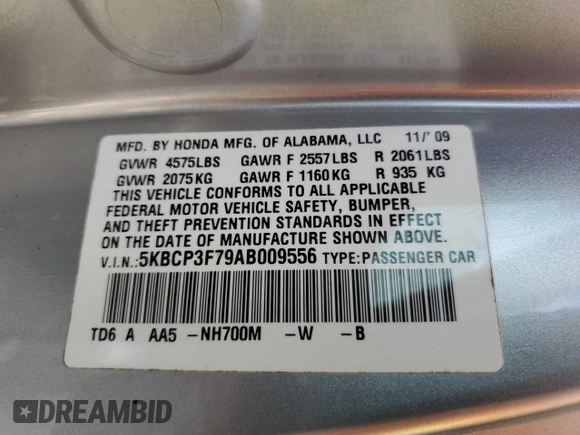 MFD. BY HONDA MFG. OF ALABAMA, LLC 11/'09
GVWR 4575LBS GAWR F 2557LBS R 2061LBS
GVWR 2075KG GAWR F 1160KG R 935 KG
THIS VEHICLE CONFORMS TO ALL APPLICABLE
FEDERAL MOTOR VEHICLE SAFETY, BUMPER,
AND THEFT PREVENTION STANDARDS IN EFFECT
ON THE DATE OF MANUFACTURE SHOWN ABOVE.
V.I.N.:5KBCP3F79AB009556 TYPE:PASSENGER CAR
TD6 A AA5 -NH700M -W -B
DREAMBID